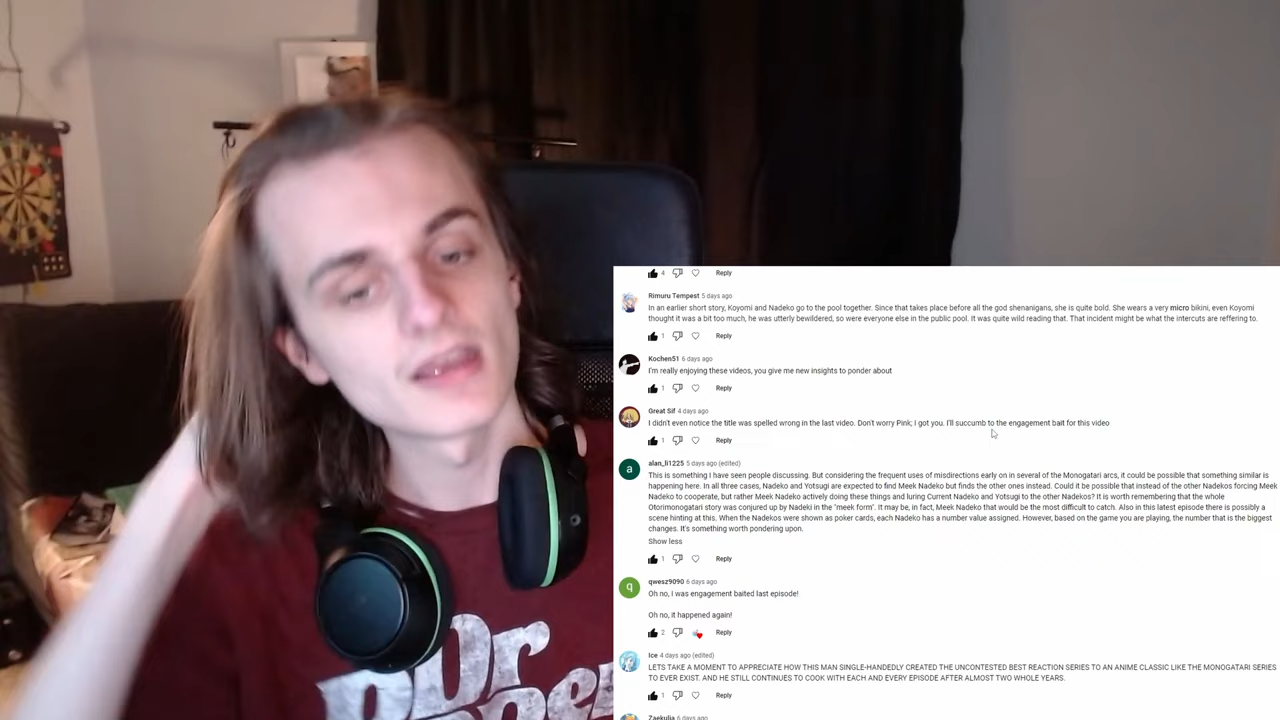 4 Reply
Rimuru Tempest 5 days ago
In an earlier short story, Koyomi and Nadeko go to the pool together. Since that takes place before all the god shenanigans, she is quite bold. She wears a very micro bikini, even Koyomi
thought it was a bit too much, he was utterly bewildered, so were everyone else in the public pool. It was quite wild reading that. That incident might be what the intercuts are reffering to.
1 Reply
Kochen51 6 days ago
I'm really enjoying these videos, you give me new insights to ponder about
1 Reply
Great Sif 4 days ago
I didn't even notice the title was spelled wrong in the last video. Don't worry Pink; I got you. I'll succumb to the engagement bait for this video
1 Reply
a alan_li1225 5 days ago (edited)
This is something I have seen people discussing. But considering the frequent uses of misdirections early on in several of the Monogatari arcs, it could be possible that something similar is
happening here. In all three cases, Nadeko and Yotsugi are expected to find Meek Nadeko but finds the other ones instead. Could it be possible that instead of the other Nadekos forcing Meek
Nadeko to cooperate, but rather Meek Nadeko actively doing these things and luring Current Nadeko and Yotsugi to the other Nadekos? It is worth remembering that the whole
Otorimonogatari story was conjured up by Nadeki in the "meek form". It may be, in fact, Meek Nadeko that would be the most difficult to catch. Also in this latest episode there is possibly a
scene hinting at this. When the Nadekos were shown as poker cards, each Nadeko has a number value assigned. However, based on the game you are playing, the number that is the biggest
changes. It's something worth pondering upon.
Show less
1 Reply
q qwesz9090 6 days ago
Oh no, I was engagement baited last episode!
Oh no, it happened again!
2 Reply
Ice 4 days ago (edited)
LETS TAKE A MOMENT TO APPRECIATE HOW THIS MAN SINGLE-HANDEDLY CREATED THE UNCONTESTED BEST REACTION SERIES TO AN ANIME CLASSIC LIKE THE MONOGATARI SERIES
TO EVER EXIST. AND HE STILL CONTINUES TO COOK WITH EACH AND EVERY EPISODE AFTER ALMOST TWO WHOLE YEARS.
1 Reply
Zaekulia 6 days ago